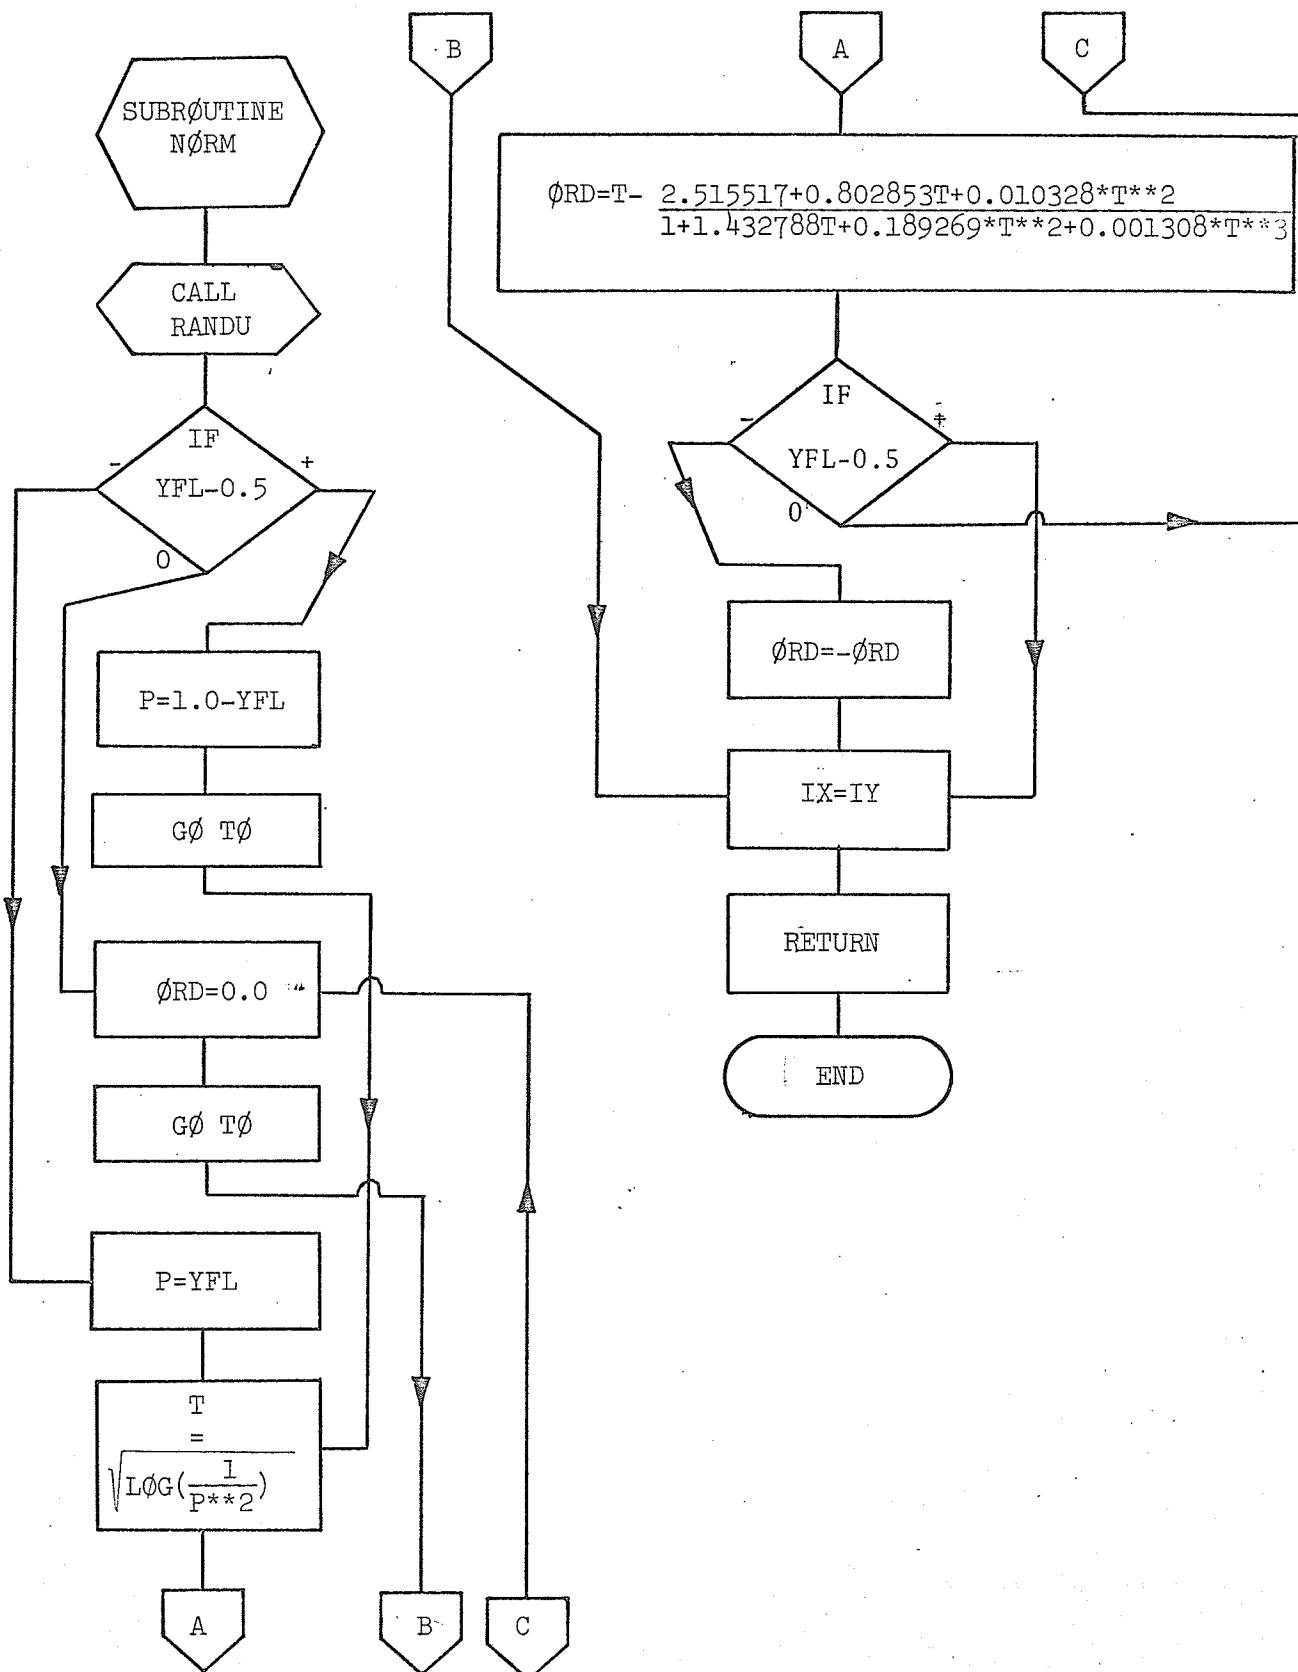 SUBRØUTINE
NØRM
CALL
RANDU
IF
-
+
YFL-0.5
0
P=1.0-YFL
GØ TØ
ØRD=0.0
GØ TØ
P=YFL
T
=
√LØG(1/P**2)
A
B
C
B
A
C
ØRD=T- 2.515517+0.802853T+0.010328*T**2
1+1.432788T+0.189269*T**2+0.001308*T**3
IF
-
+
YFL-0.5
0
ØRD=-ØRD
IX=IY
RETURN
END